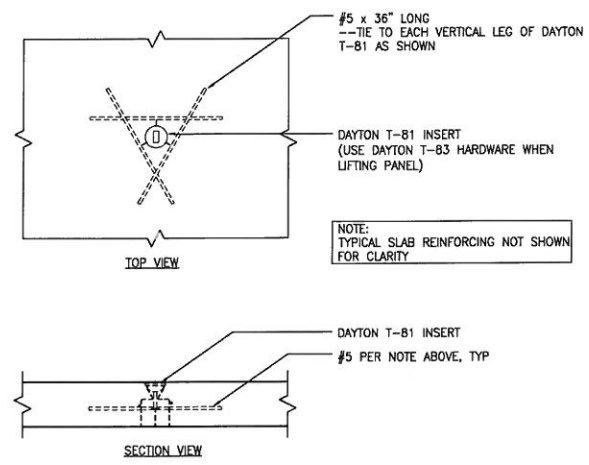 #5 x 36" LONG
--TIE TO EACH VERTICAL LEG OF DAYTON
T-81 AS SHOWN
DAYTON T-81 INSERT
(USE DAYTON T-83 HARDWARE WHEN
LIFTING PANEL)
NOTE:
TYPICAL SLAB REINFORCING NOT SHOWN
FOR CLARITY
TOP VIEW
DAYTON T-81 INSERT
#5 PER NOTE ABOVE, TYP
SECTION VIEW